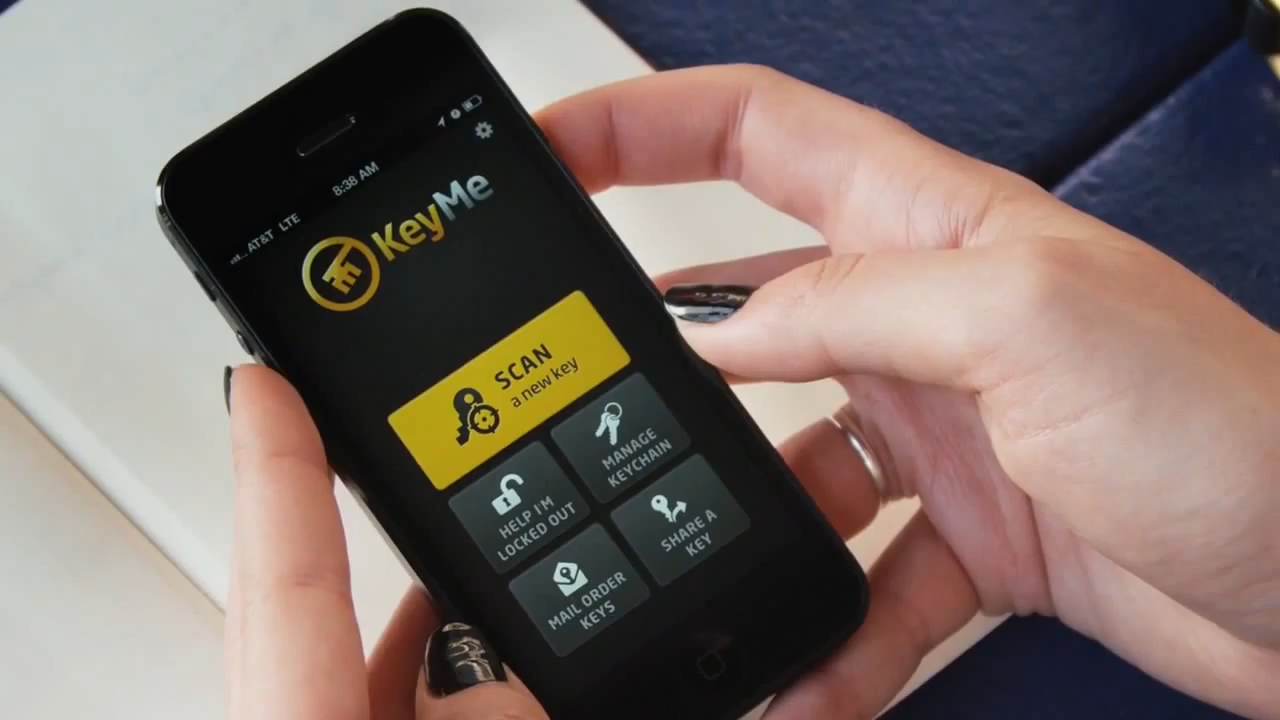 AT&T LTE
8:38 AM
KeyMe
SCAN
a new key
HELP I'M
LOCKED OUT
MANAGE
KEYCHAIN
MAIL ORDER
KEYS
SHARE A
KEY